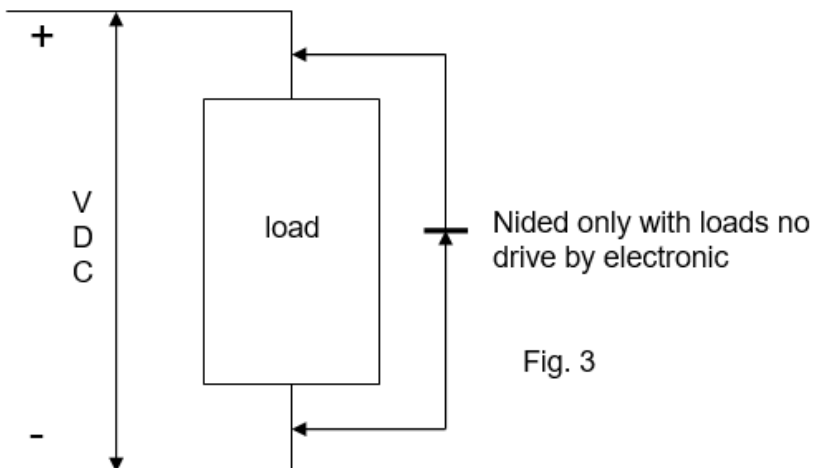 +
V
D
C
load
Nided only with loads no
drive by electronic
Fig. 3
-